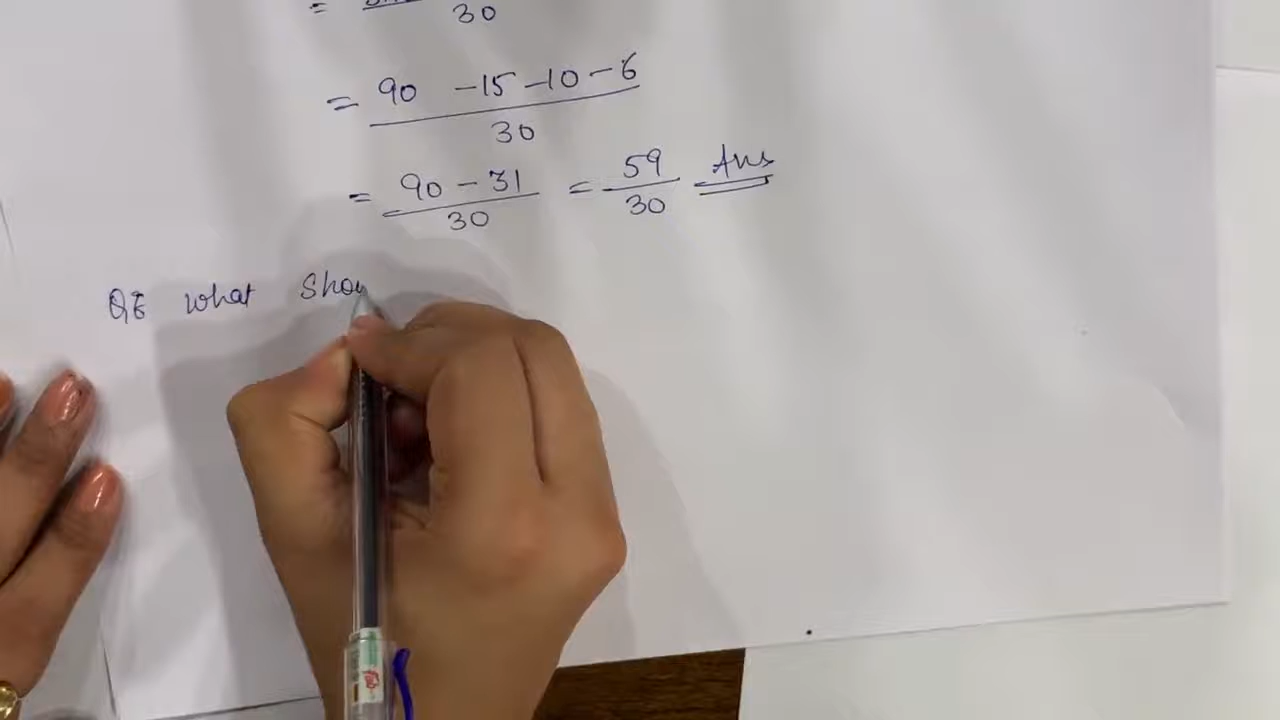 = 30
= 90 -15 -10 - 6 / 30
= 90 - 31 / 30 = 59 / 30 Ans
Q6 what Shou